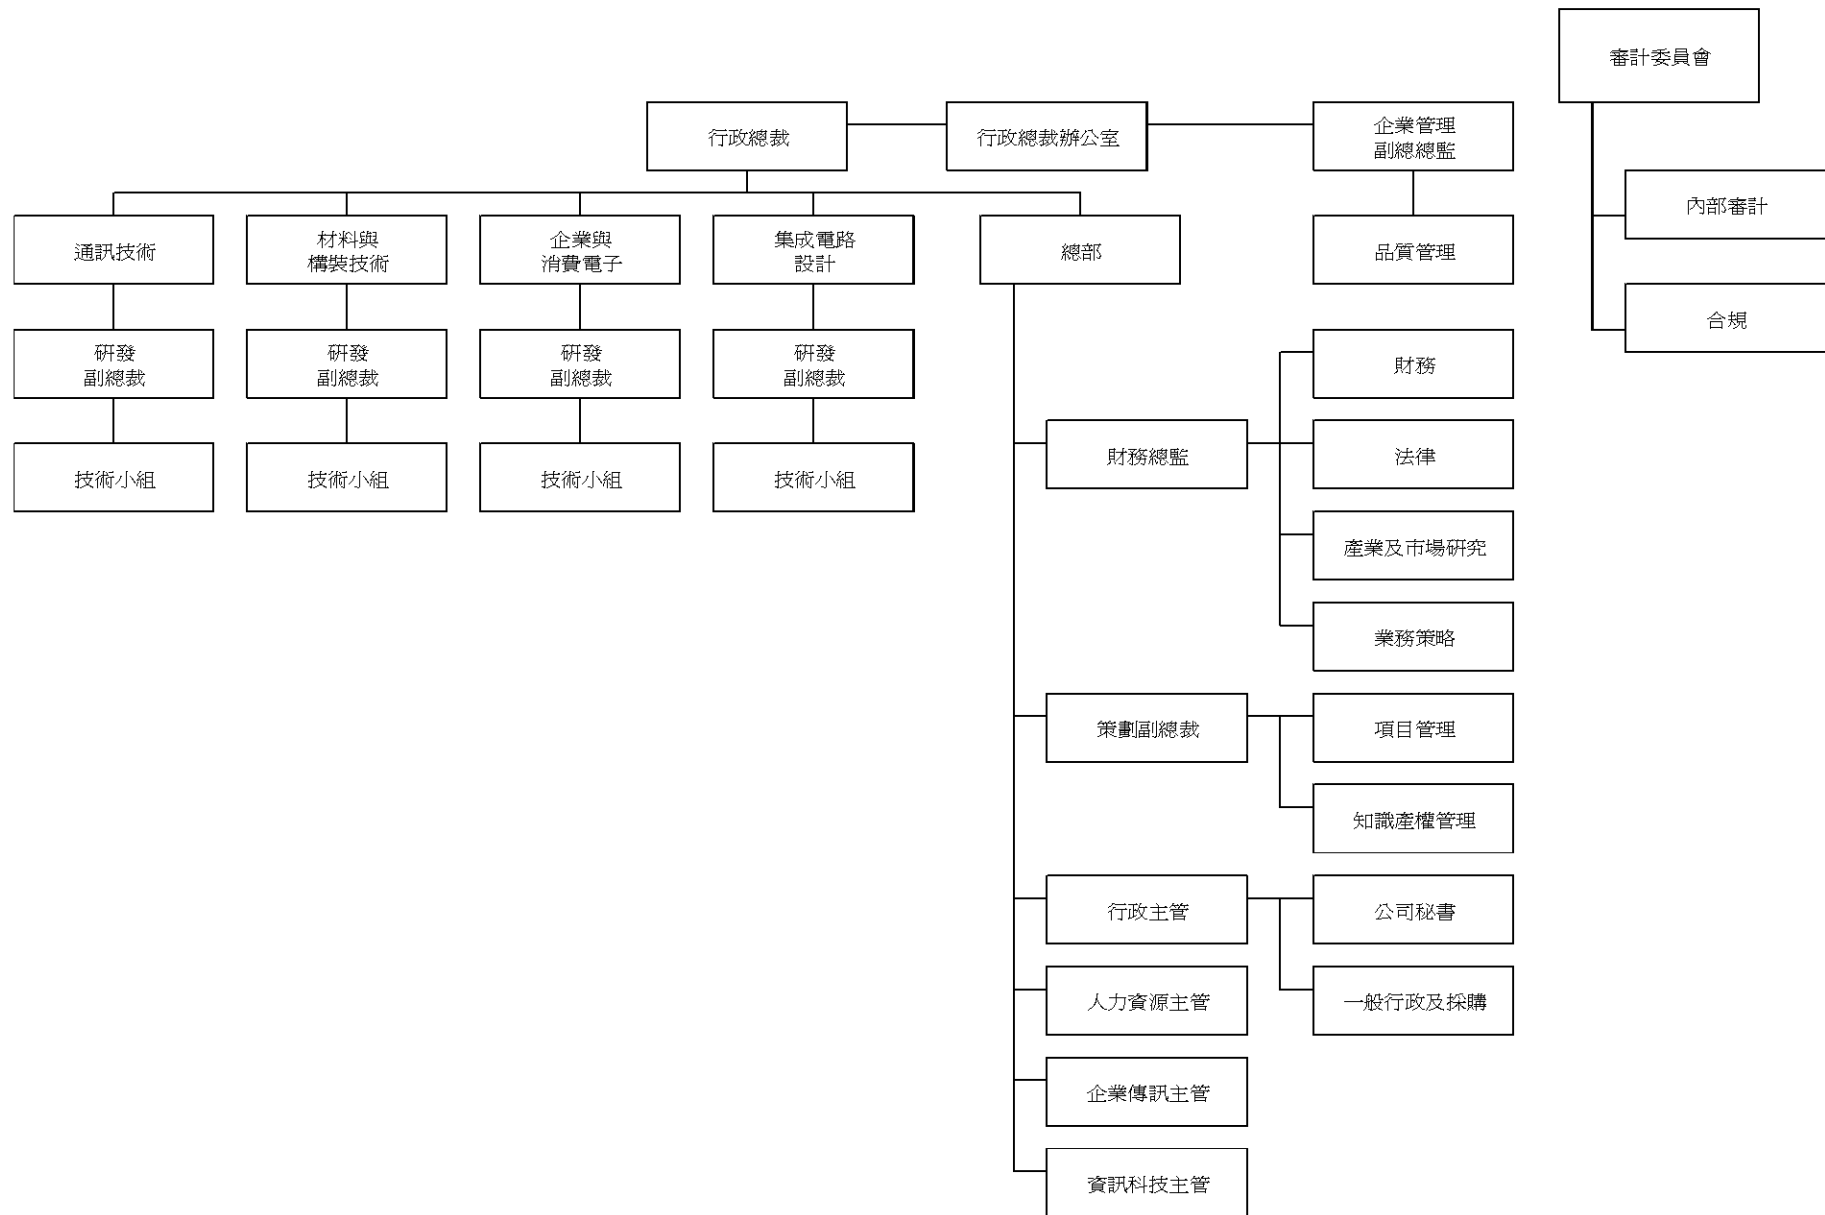 審計委員會
行政總裁
行政總裁辦公室
企業管理
副總總監
內部審計
通訊技術
材料與
構裝技術
企業與
消費電子
集成電路
設計
總部
品質管理
合規
研發
副總裁
研發
副總裁
研發
副總裁
研發
副總裁
財務
技術小組
技術小組
技術小組
技術小組
財務總監
法律
產業及市場研究
業務策略
策劃副總裁
項目管理
知識產權管理
行政主管
公司秘書
人力資源主管
一般行政及採購
企業傳訊主管
資訊科技主管